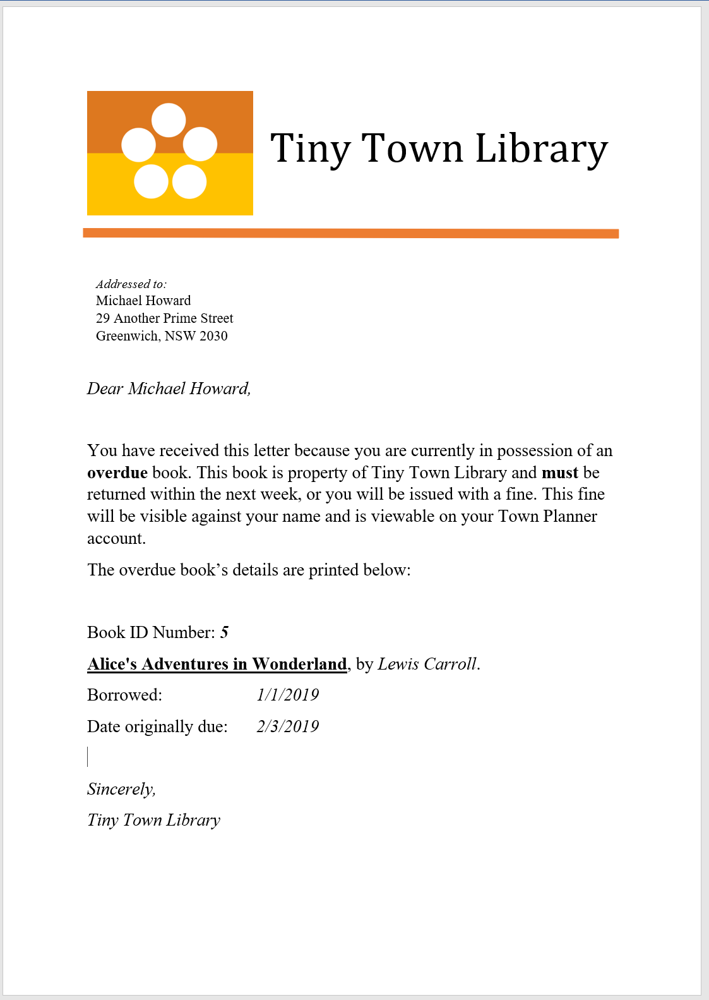 Tiny Town Library
Addressed to:
Michael Howard
29 Another Prime Street
Greenwich, NSW 2030
Dear Michael Howard,
You have received this letter because you are currently in possession of an
overdue book. This book is property of Tiny Town Library and must be
returned within the next week, or you will be issued with a fine. This fine
will be visible against your name and is viewable on your Town Planner
account.
The overdue book’s details are printed below:
Book ID Number: 5
Alice's Adventures in Wonderland, by Lewis Carroll.
Borrowed: 1/1/2019
Date originally due: 2/3/2019
Sincerely,
Tiny Town Library